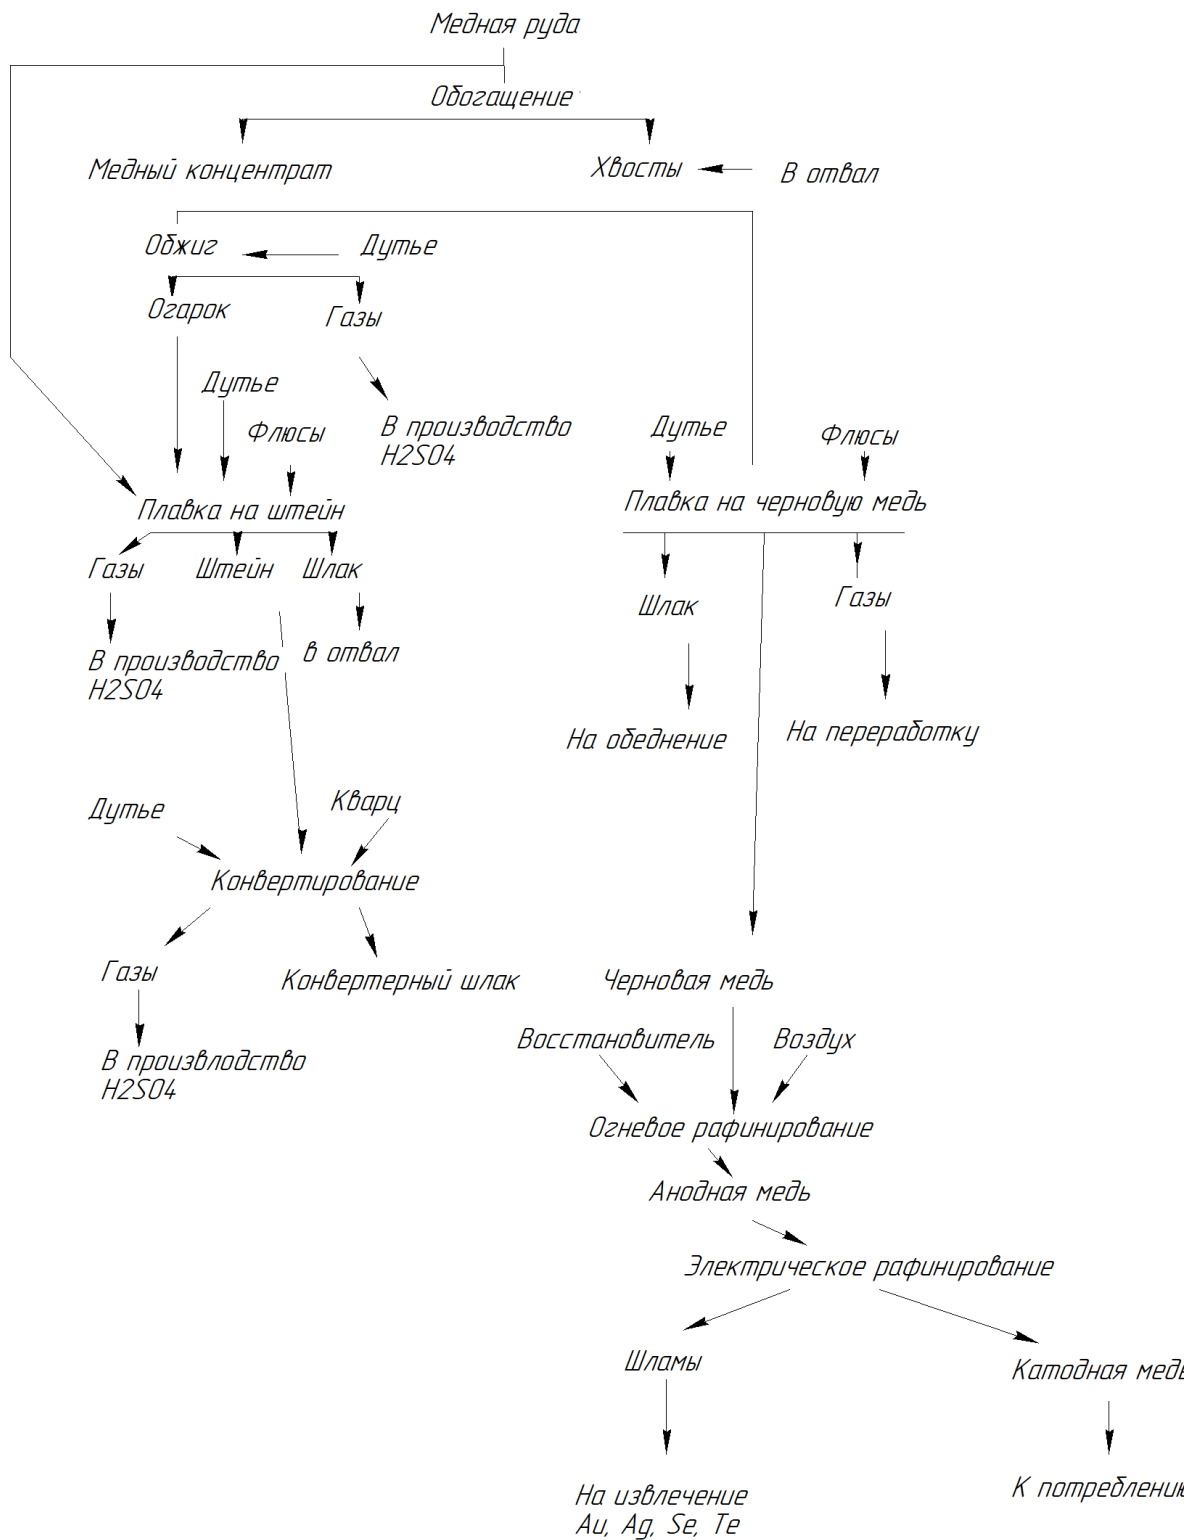 Медная руда
Обогащение
Медный концентрат
Хвосты
В отвал
Обжиг
Дутье
Огарок
Газы
Дутье
Флюсы
В производство
H2SO4
Дутье
Флюсы
Плавка на штейн
Плавка на черновую медь
Газы
Штейн
Шлак
Шлак
Газы
В производство
H2SO4
в отвал
На обеднение
На переработку
Дутье
Кварц
Конвертирование
Газы
Конвертерный шлак
Черновая медь
Восстановитель
Воздух
В произвлодство
H2SO4
Огневое рафинирование
Анодная медь
Электрическое рафинирование
Шламы
Катодная медь
На извлечение
Au, Ag, Se, Te
К потреблению